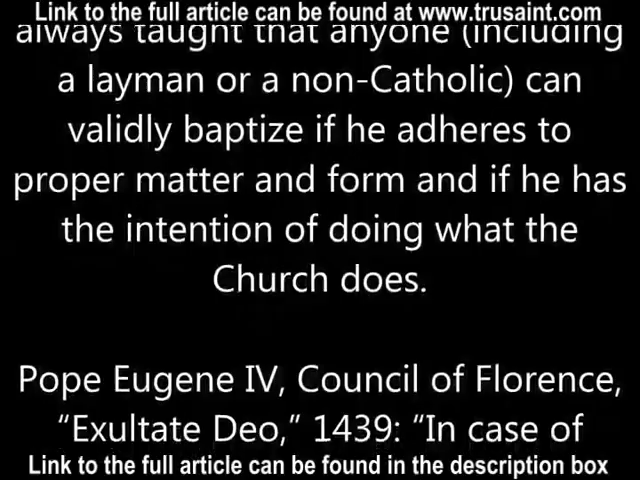 Link to the full article can be found at www.trusaint.com
always taught that anyone (including
a layman or a non-Catholic) can
validly baptize if he adheres to
proper matter and form and if he has
the intention of doing what the
Church does.
Pope Eugene IV, Council of Florence,
“Exultate Deo,” 1439: “In case of
Link to the full article can be found in the description box